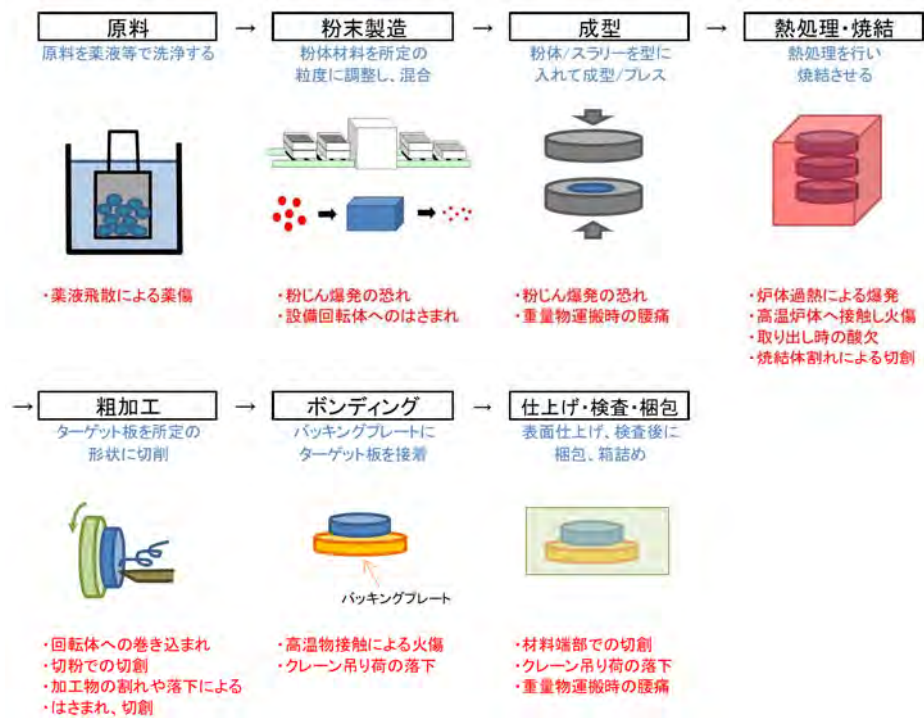 原料
→
粉末製造
→
成型
→
熱処理・焼結
原料を薬液等で洗浄する
粉体材料を所定の
粒度に調整し、混合
粉体/スラリーを型に
入れて成型/プレス
熱処理を行い
焼結させる
・薬液飛散による薬傷
・粉じん爆発の恐れ
・設備回転体へのはさまれ
・粉じん爆発の恐れ
・重量物運搬時の腰痛
・炉体過熱による爆発
・高温炉体へ接触し火傷
・取り出し時の酸欠
・焼結体割れによる切創
→
粗加工
→
ボンディング
→
仕上げ・検査・梱包
ターゲット板を所定の
形状に切削
バッキングプレートに
ターゲット板を接着
表面仕上げ、検査後に
梱包、箱詰め
バッキングプレート
・回転体への巻き込まれ
・切粉での切創
・加工物の割れや落下による
・はさまれ、切創
・高温物接触による火傷
・クレーン吊り荷の落下
・材料端部での切創
・クレーン吊り荷の落下
・重量物運搬時の腰痛